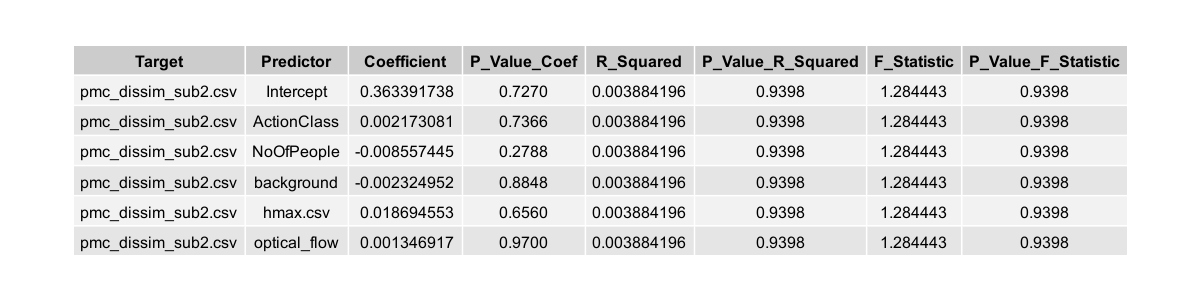 Target Predictor Coefficient P_Value_Coef R_Squared P_Value_R_Squared F_Statistic P_Value_F_Statistic
pmc_dissim_sub2.csv Intercept 0.363391738 0.7270 0.003884196 0.9398 1.284443 0.9398
pmc_dissim_sub2.csv ActionClass 0.002173081 0.7366 0.003884196 0.9398 1.284443 0.9398
pmc_dissim_sub2.csv NoOfPeople -0.008557445 0.2788 0.003884196 0.9398 1.284443 0.9398
pmc_dissim_sub2.csv background -0.002324952 0.8848 0.003884196 0.9398 1.284443 0.9398
pmc_dissim_sub2.csv hmax.csv 0.018694553 0.6560 0.003884196 0.9398 1.284443 0.9398
pmc_dissim_sub2.csv optical_flow 0.001346917 0.9700 0.003884196 0.9398 1.284443 0.9398